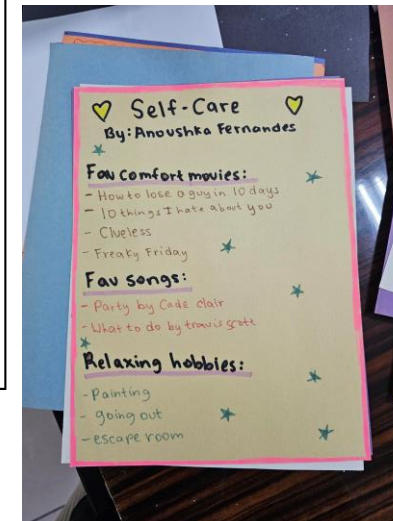 Self-Care
By: Anoushka Fernandes
Fav comfort movies:
- How to lose a guy in 10 days
- 10 things I hate about you
- Clueless
- Freaky Friday
Fav songs:
- Party by Cade clair
- What to do by travis scott
Relaxing hobbies:
- Painting
- going out
- escape room